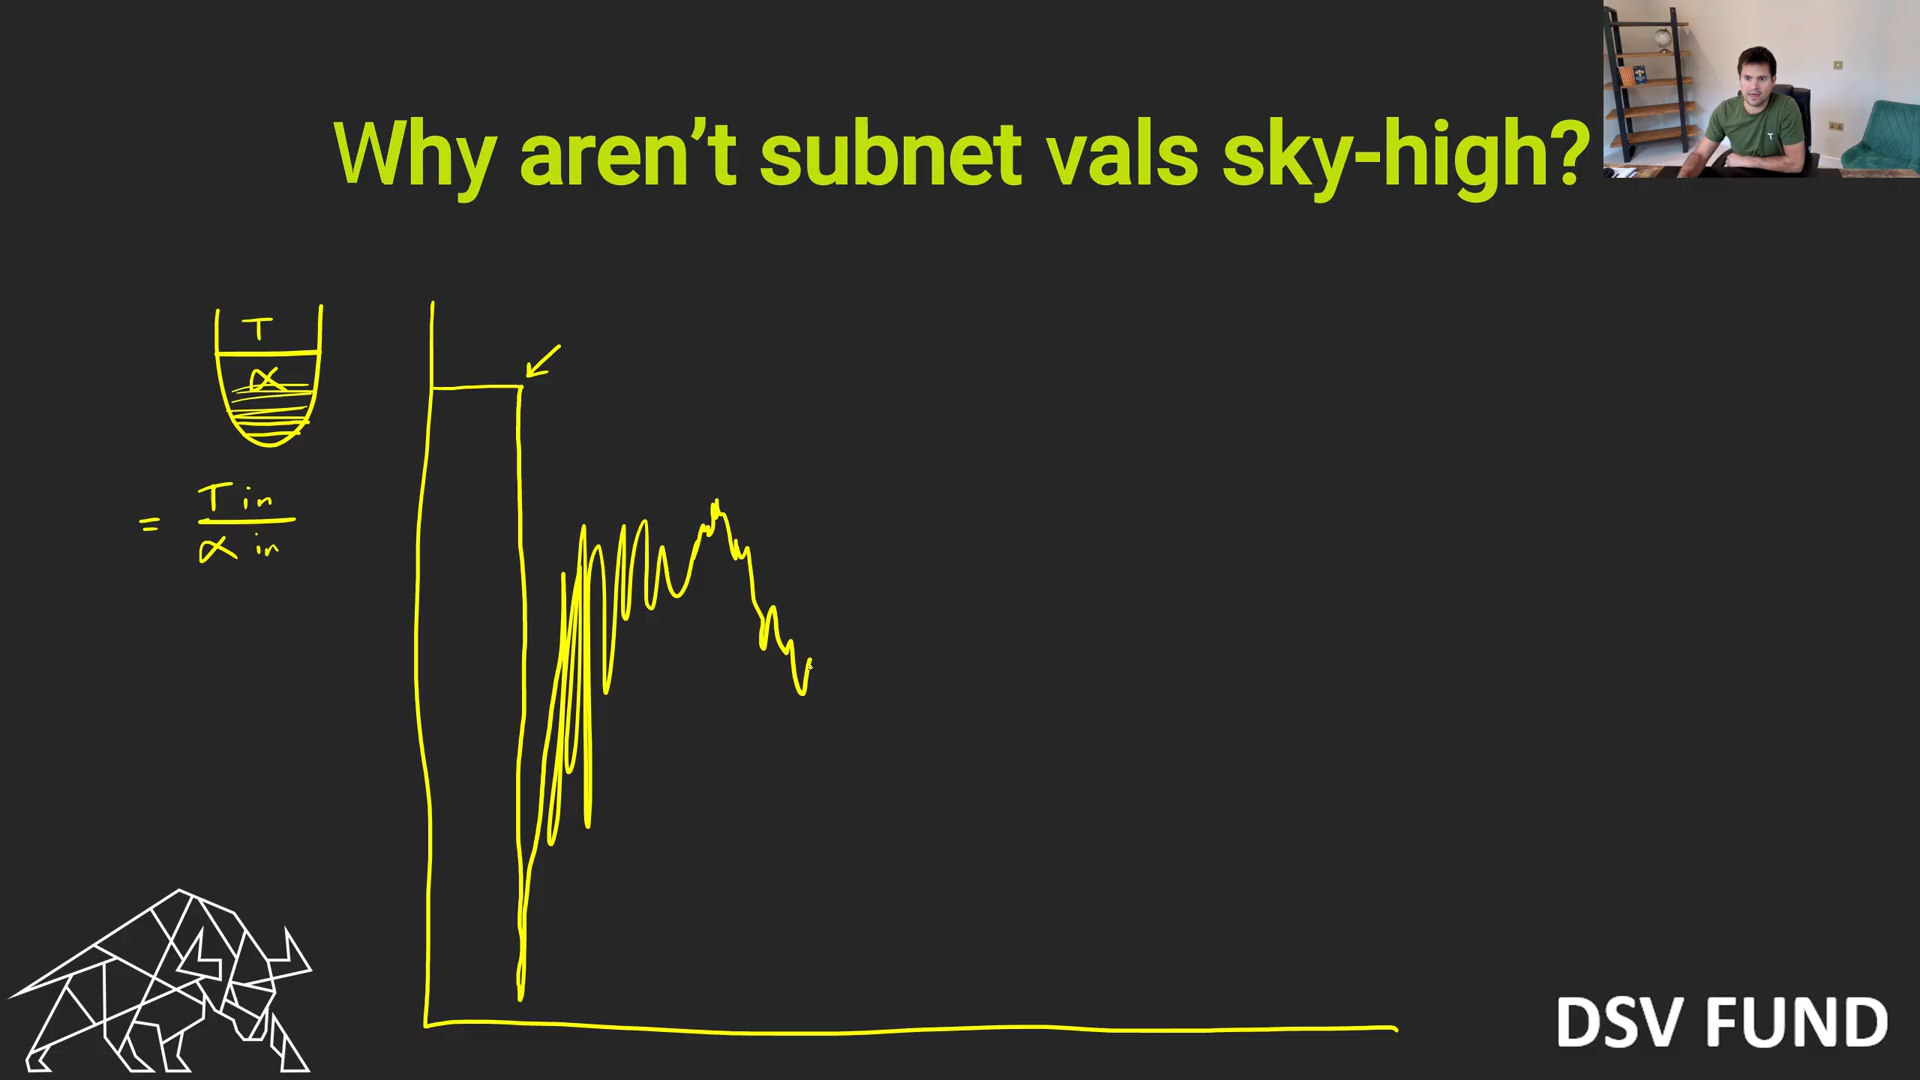 Why aren’t subnet vals sky-high?
T
α
= T in
α in
DSV FUND